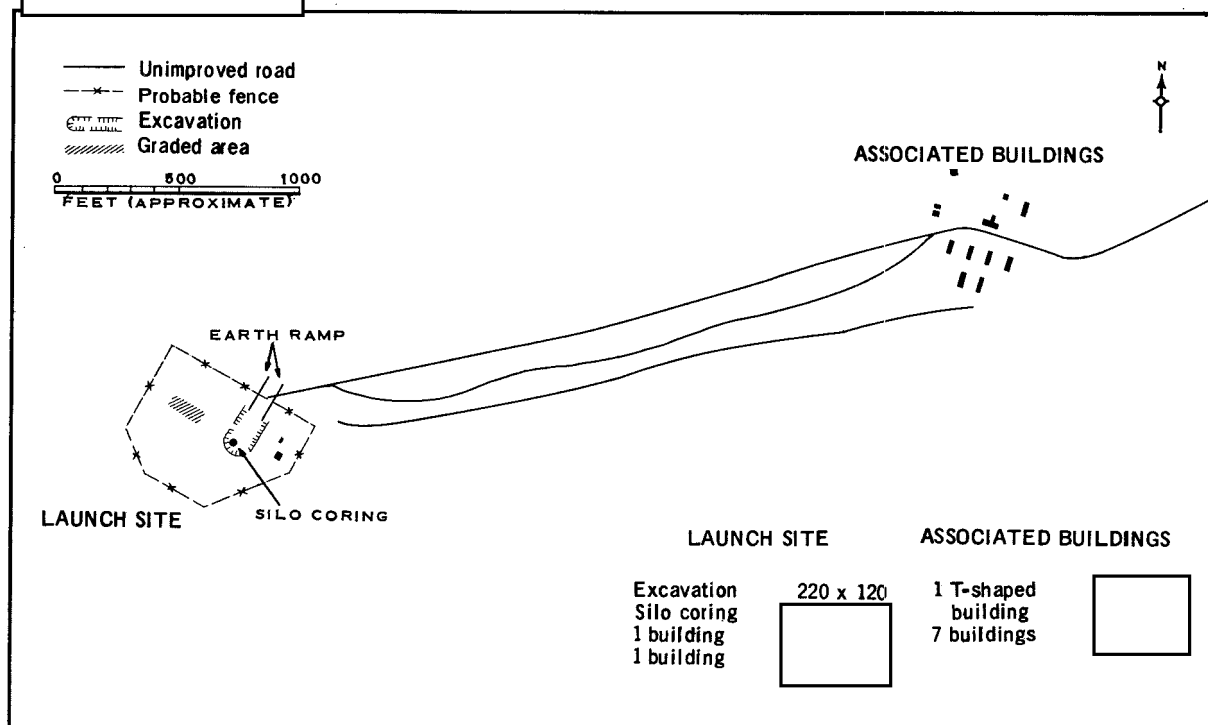 Unimproved road
Probable fence
Excavation
Graded area
0 500 1000
FEET (APPROXIMATE)
N
ASSOCIATED BUILDINGS
EARTH RAMP
LAUNCH SITE
SILO CORING
LAUNCH SITE
Excavation 220 x 120
Silo coring
1 building
1 building
ASSOCIATED BUILDINGS
1 T-shaped
building
7 buildings